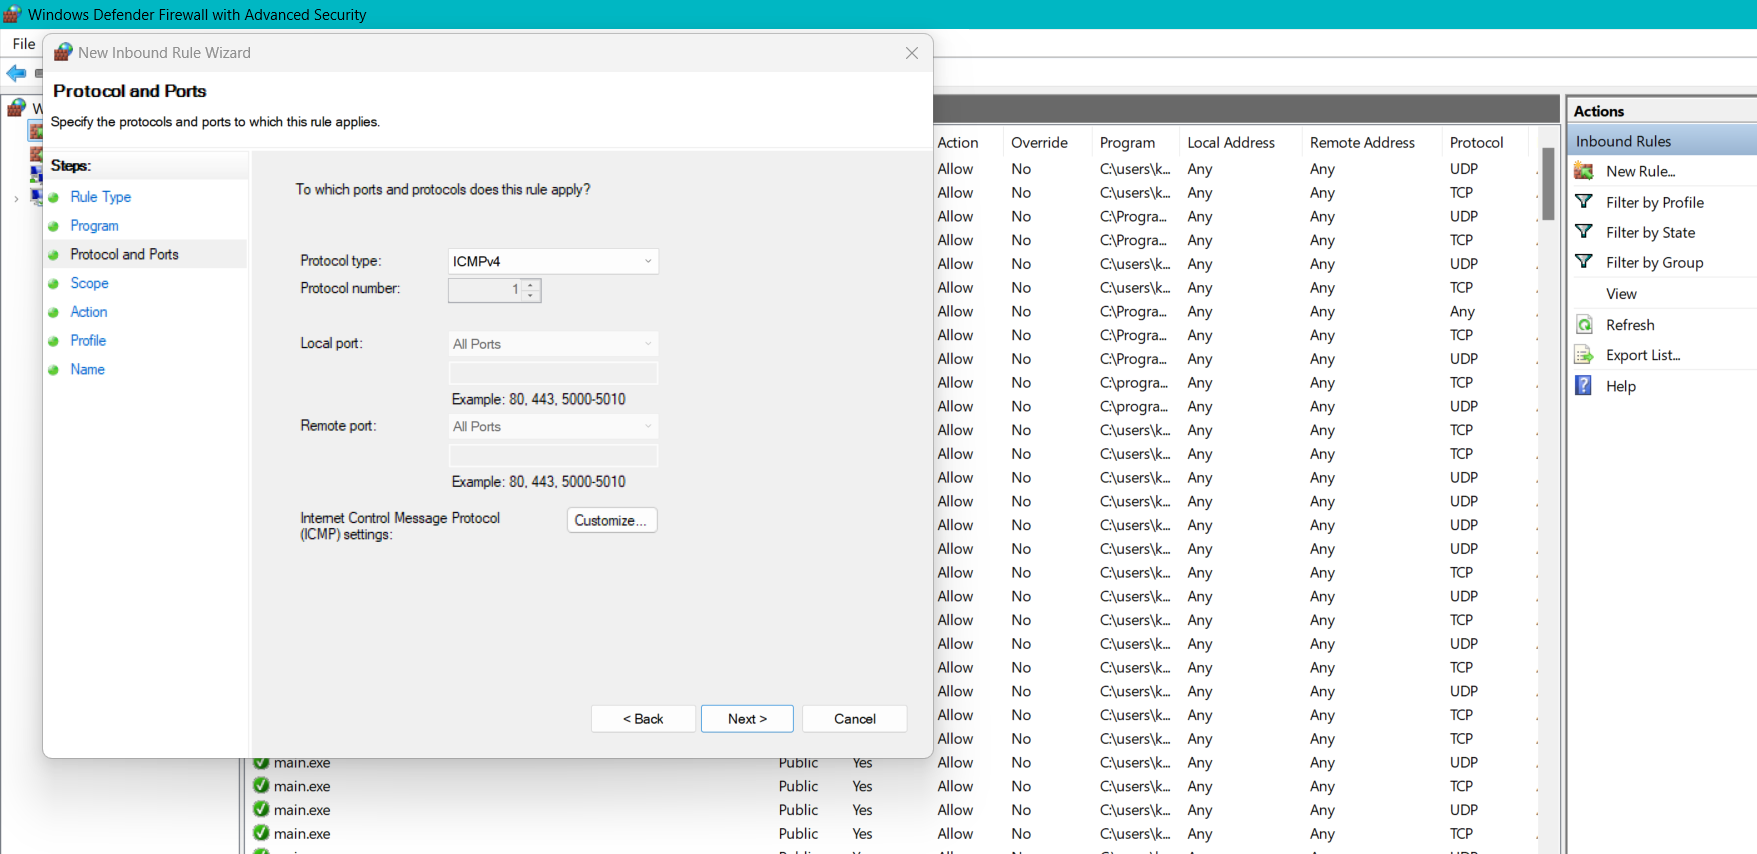 Windows Defender Firewall with Advanced Security
File
New Inbound Rule Wizard
Protocol and Ports
Specify the protocols and ports to which this rule applies.
Steps:
Rule Type
Program
Protocol and Ports
Scope
Action
Profile
Name
To which ports and protocols does this rule apply?
Protocol type: ICMPv4
Protocol number: 1
Local port: All Ports
Example: 80, 443, 5000-5010
Remote port: All Ports
Example: 80, 443, 5000-5010
Internet Control Message Protocol
(ICMP) settings: Customize...
< Back Next > Cancel
Action Override Program Local Address Remote Address Protocol
Allow No C:\users\k... Any Any UDP
Allow No C:\users\k... Any Any TCP
Allow No C:\Progra... Any Any UDP
Allow No C:\Progra... Any Any TCP
Allow No C:\users\k... Any Any UDP
Allow No C:\users\k... Any Any TCP
Allow No C:\Progra... Any Any Any
Allow No C:\Progra... Any Any TCP
Allow No C:\Progra... Any Any UDP
Allow No C:\progra... Any Any TCP
Allow No C:\progra... Any Any UDP
Allow No C:\users\k... Any Any TCP
Allow No C:\users\k... Any Any TCP
Allow No C:\users\k... Any Any UDP
Allow No C:\users\k... Any Any UDP
Allow No C:\users\k... Any Any UDP
Allow No C:\users\k... Any Any UDP
Allow No C:\users\k... Any Any TCP
Allow No C:\users\k... Any Any UDP
Allow No C:\users\k... Any Any TCP
Allow No C:\users\k... Any Any UDP
Allow No C:\users\k... Any Any TCP
Allow No C:\users\k... Any Any UDP
Allow No C:\users\k... Any Any TCP
Allow No C:\users\k... Any Any TCP
main.exe Public Yes Allow No C:\users\k... Any Any UDP
main.exe Public Yes Allow No C:\users\k... Any Any TCP
main.exe Public Yes Allow No C:\users\k... Any Any UDP
main.exe Public Yes Allow No C:\users\k... Any Any TCP
Actions
Inbound Rules
New Rule...
Filter by Profile
Filter by State
Filter by Group
View
Refresh
Export List...
Help